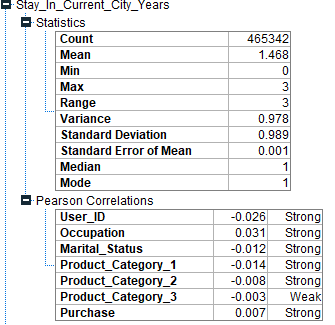 Stay_In_Current_City_Years
Statistics
Count 465342
Mean 1.468
Min 0
Max 3
Range 3
Variance 0.978
Standard Deviation 0.989
Standard Error of Mean 0.001
Median 1
Mode 1
Pearson Correlations
User_ID -0.026 Strong
Occupation 0.031 Strong
Marital_Status -0.012 Strong
Product_Category_1 -0.014 Strong
Product_Category_2 -0.008 Strong
Product_Category_3 -0.003 Weak
Purchase 0.007 Strong